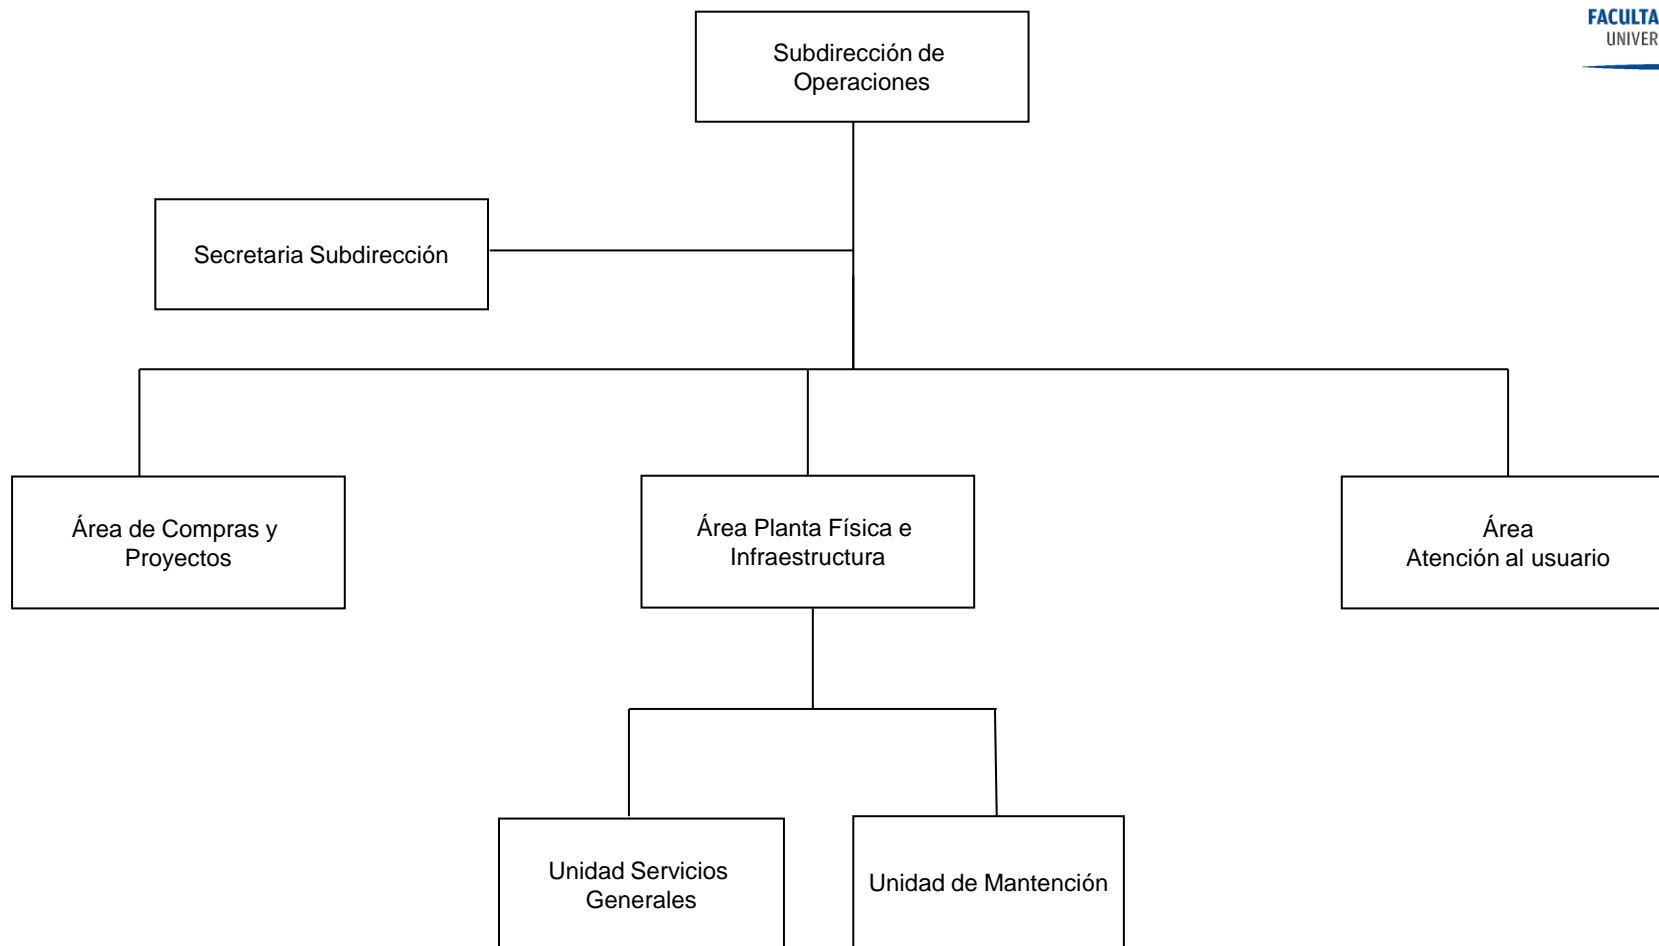 FACULTA
UNIVER
Subdirección de
Operaciones
Secretaria Subdirección
Área de Compras y
Proyectos
Área Planta Física e
Infraestructura
Área
Atención al usuario
Unidad Servicios
Generales
Unidad de Mantención